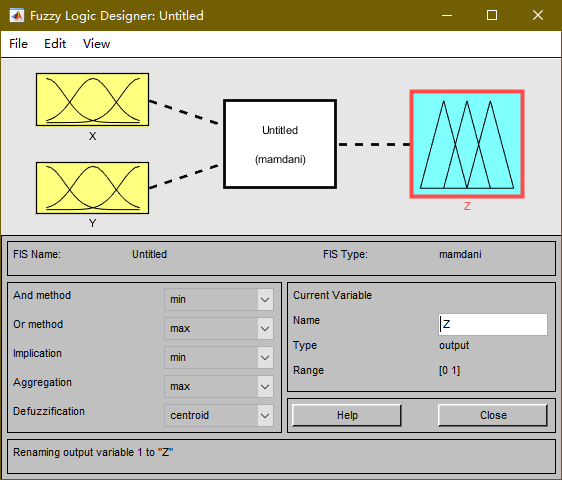 Fuzzy Logic Designer: Untitled
File Edit View
X
Untitled
(mamdani)
Y
Z
FIS Name: Untitled FIS Type: mamdani
And method min
Or method max
Implication min
Aggregation max
Defuzzification centroid
Current Variable
Name Z
Type output
Range [0 1]
Help Close
Renaming output variable 1 to "Z"